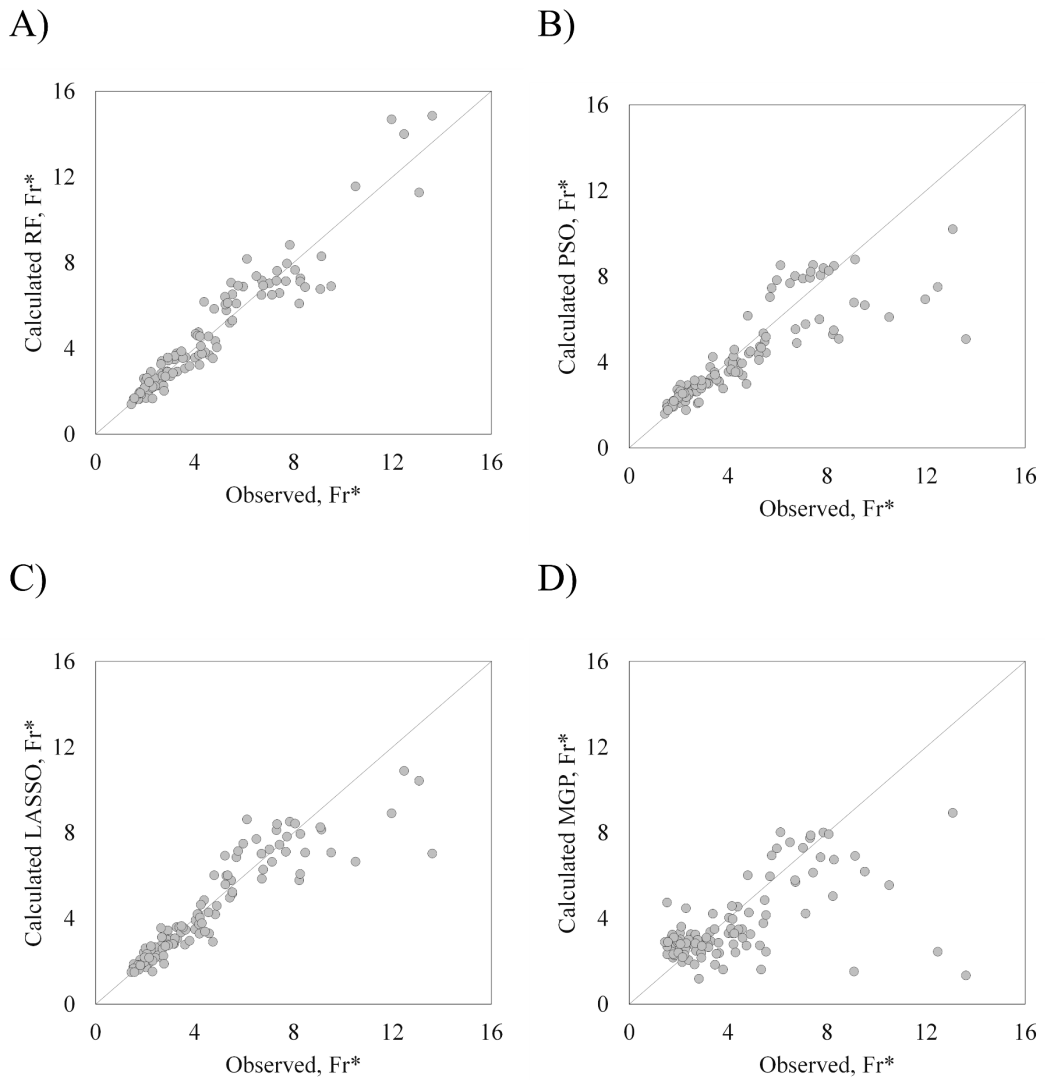 A)
16
12
8
4
0
Calculated RF, Fr*
0 4 8 12 16
Observed, Fr*
B)
16
12
8
4
0
Calculated PSO, Fr*
0 4 8 12 16
Observed, Fr*
C)
16
12
8
4
0
Calculated LASSO, Fr*
0 4 8 12 16
Observed, Fr*
D)
16
12
8
4
0
Calculated MGP, Fr*
0 4 8 12 16
Observed, Fr*